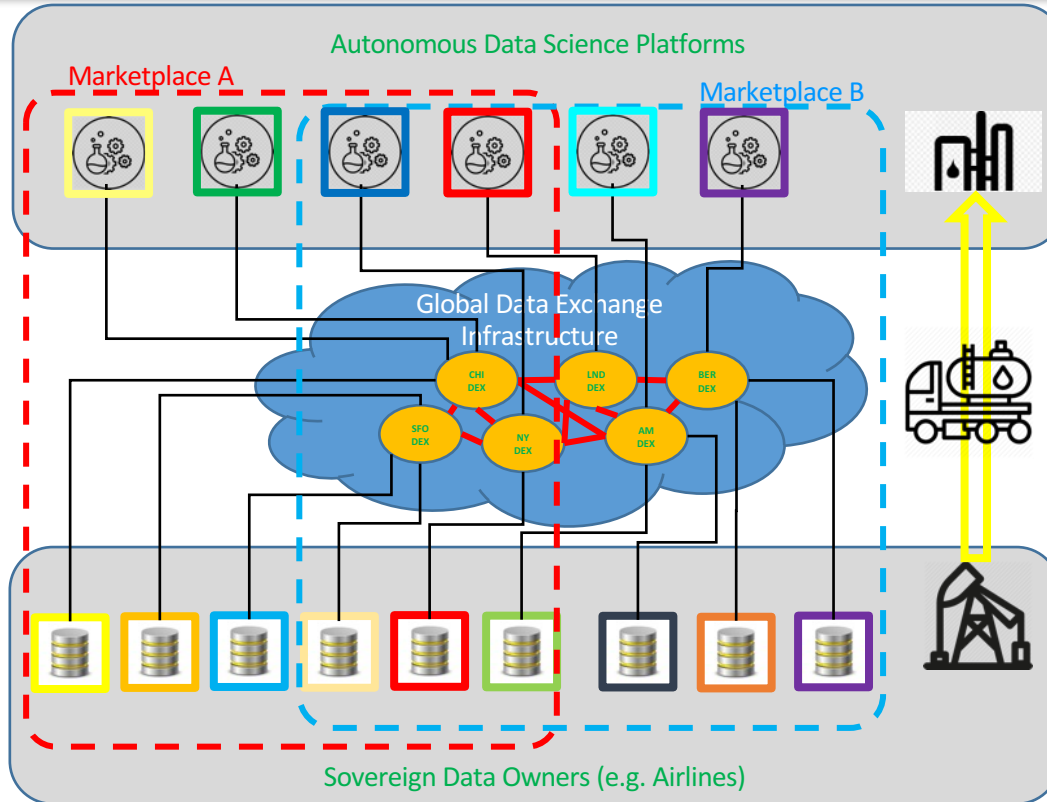 Autonomous Data Science Platforms
Marketplace A
Marketplace B
Global Data Exchange
Infrastructure
CHI
DEX
LND
DEX
BER
DEX
SFO
DEX
NY
DEX
AM
DEX
Sovereign Data Owners (e.g. Airlines)